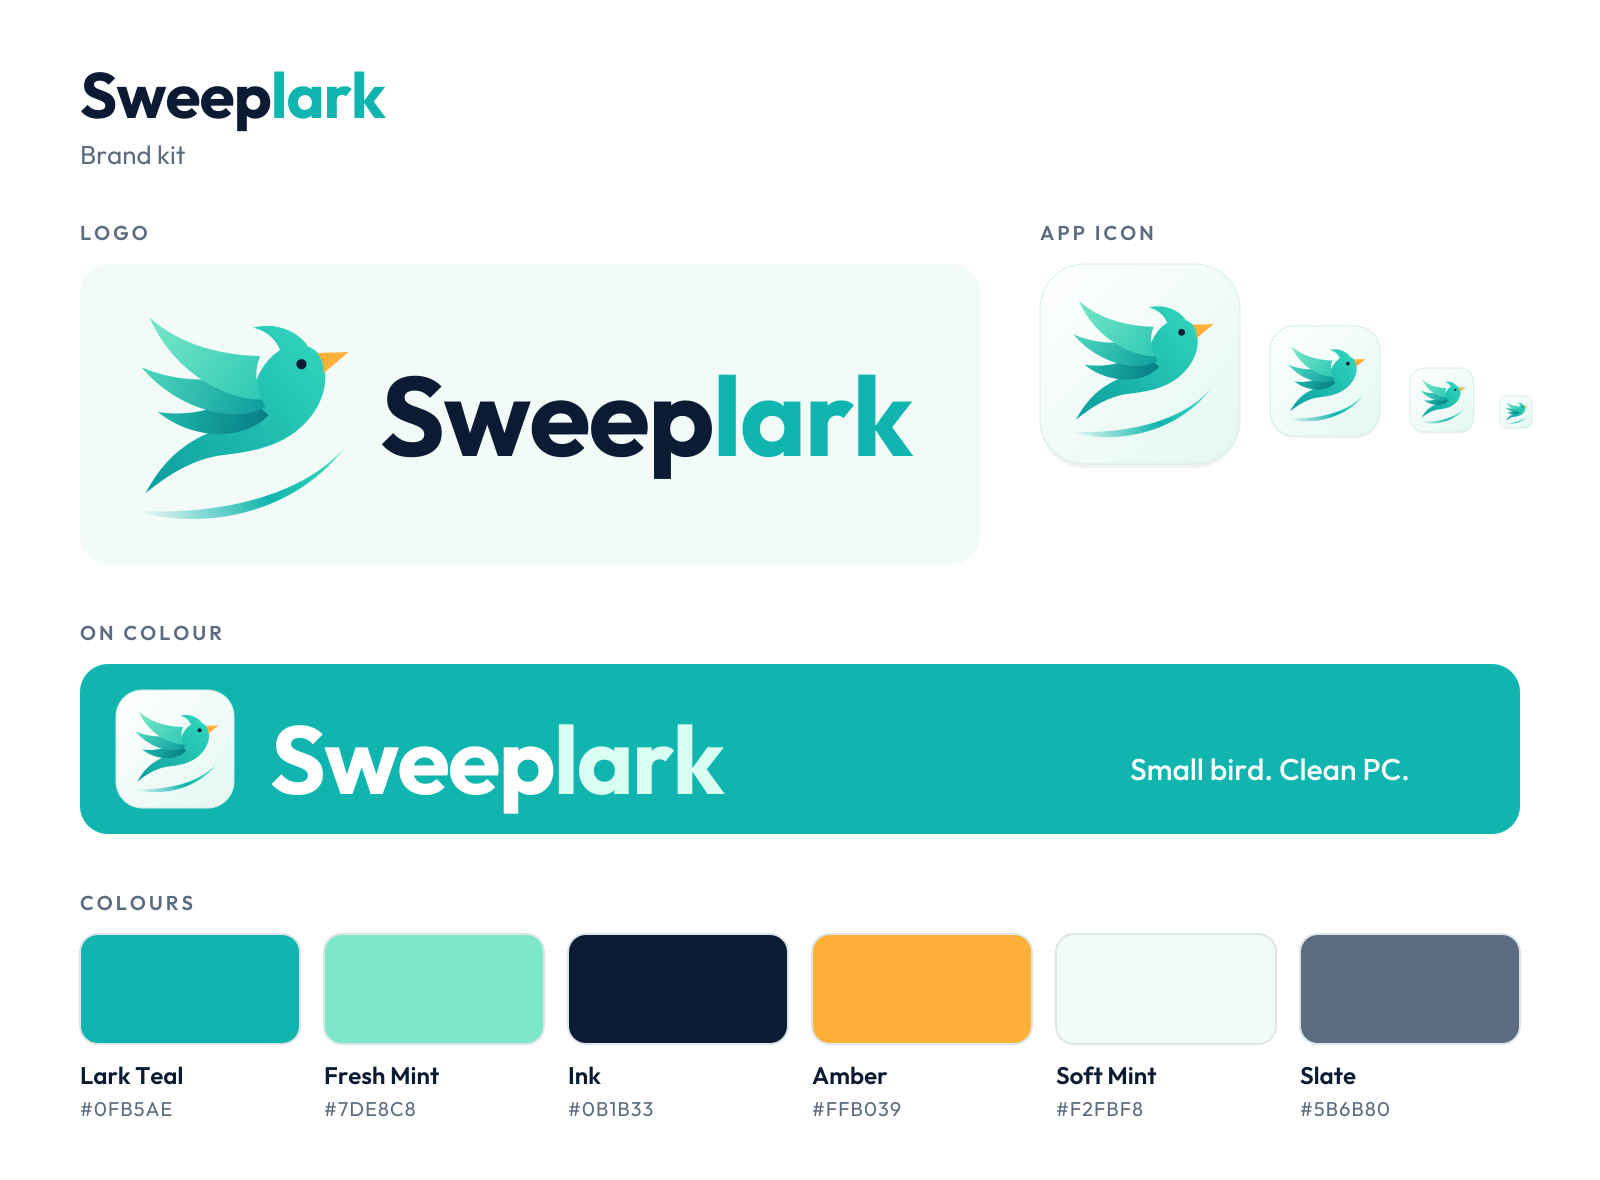 Sweeplark
Brand kit
LOGO
APP ICON
Sweeplark
ON COLOUR
Sweeplark
Small bird. Clean PC.
COLOURS
Lark Teal
#0FB5AE
Fresh Mint
#7DE8C8
Ink
#0B1B33
Amber
#FFB039
Soft Mint
#F2FBF8
Slate
#5B6B80